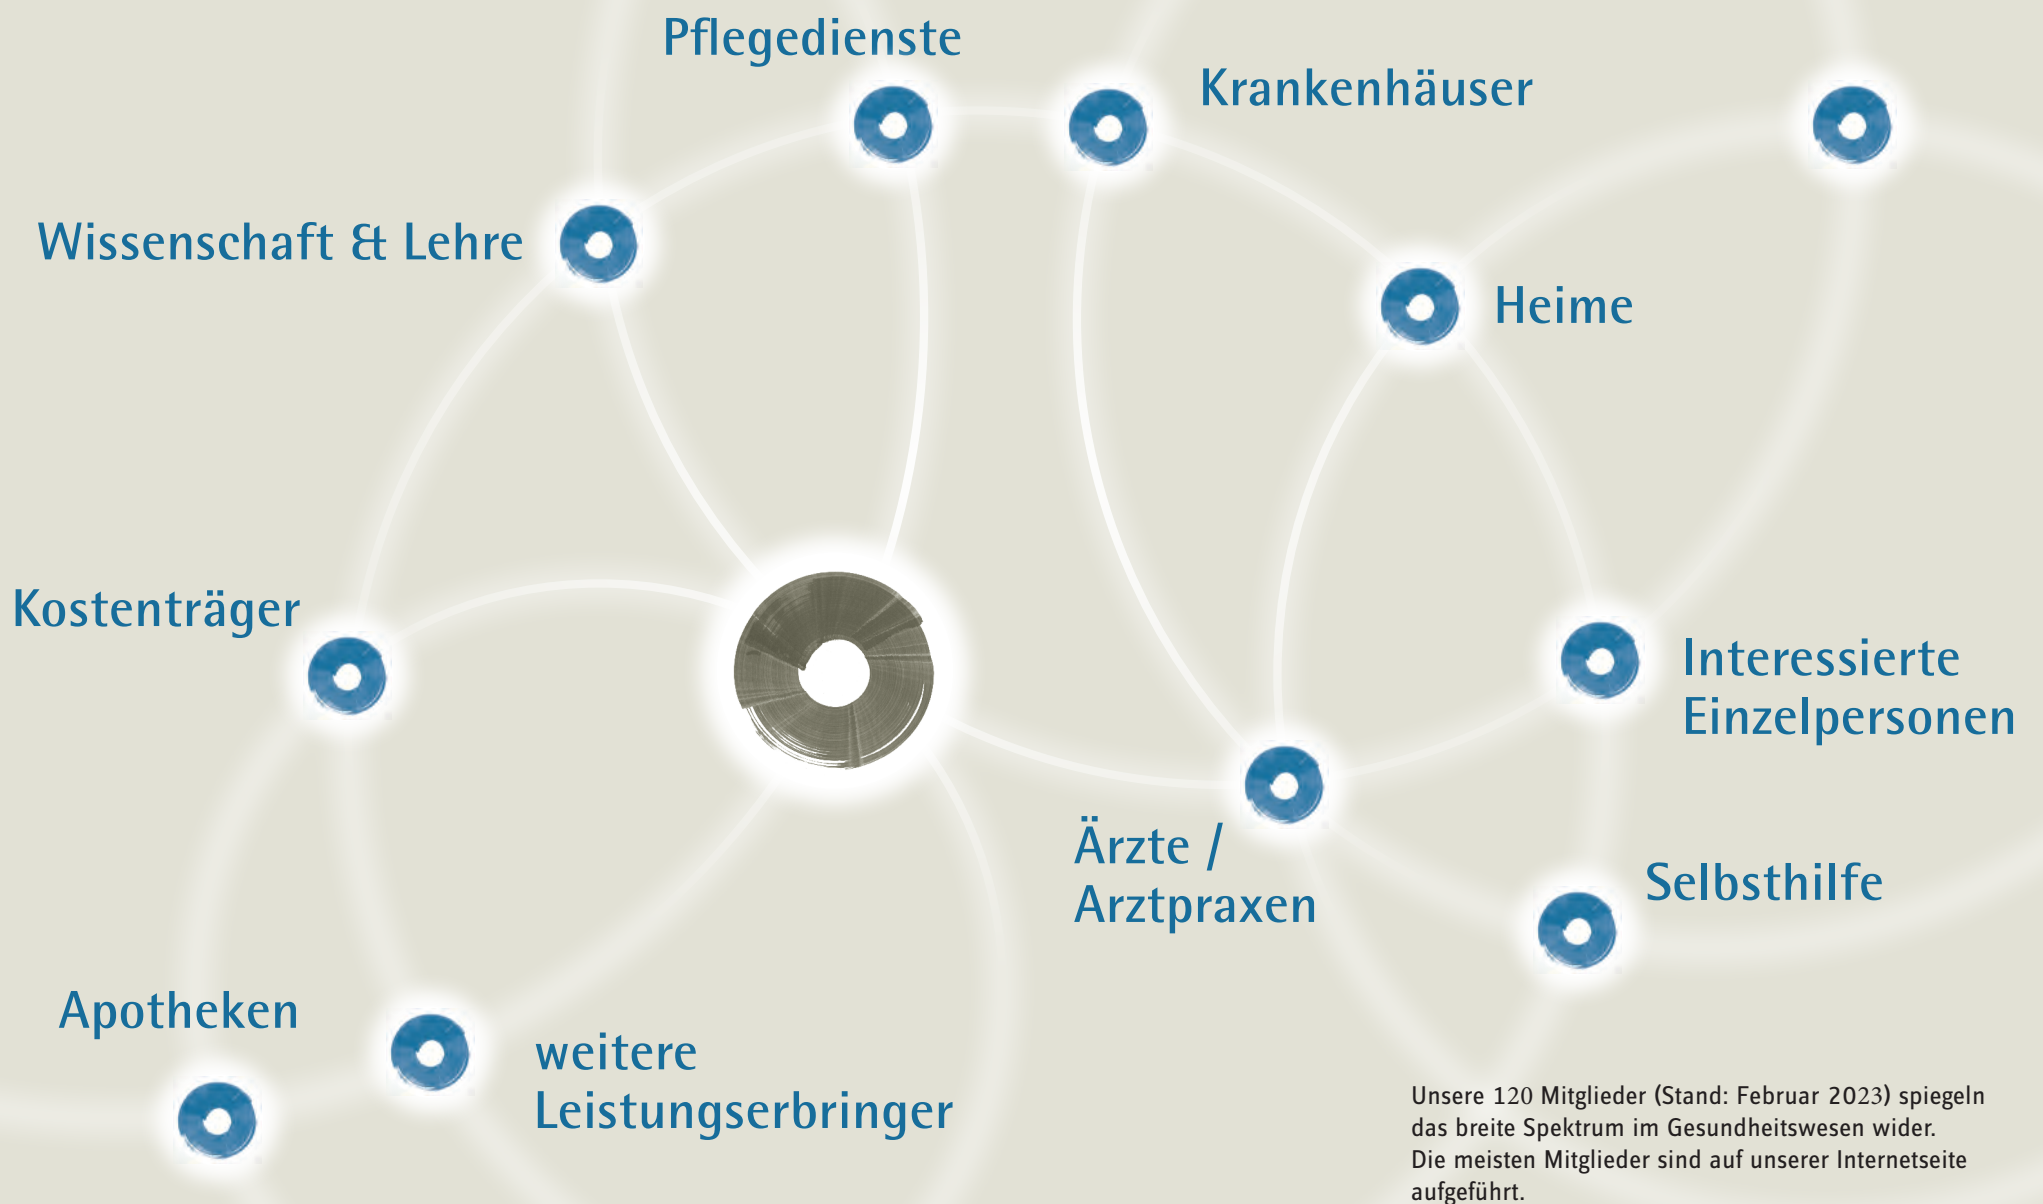 Pflegedienste
Krankenhäuser
Wissenschaft & Lehre
Heime
Kostenträger
Interessierte
Einzelpersonen
Ärzte /
Arztpraxen
Selbsthilfe
Apotheken
weitere
Leistungserbringer
Unsere 120 Mitglieder (Stand: Februar 2023) spiegeln
das breite Spektrum im Gesundheitswesen wider.
Die meisten Mitglieder sind auf unserer Internetseite
aufgeführt.